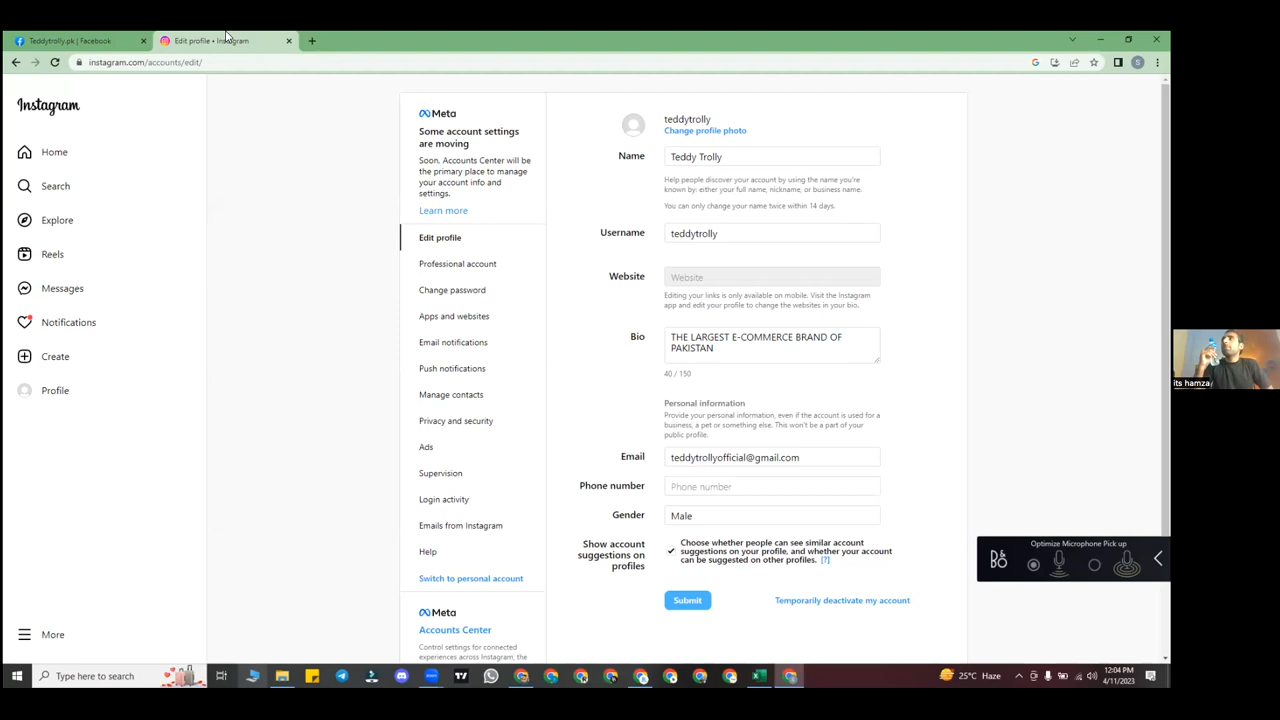 Teddytrolly.pk | Facebook
Edit profile • Instagram
instagram.com/accounts/edit/
Instagram
Home
Search
Explore
Reels
Messages
Notifications
Create
Profile
More
Meta
Some account settings
are moving
Soon, Accounts Center will be
the primary place to manage
your account info and
settings.
Learn more
Edit profile
Professional account
Change password
Apps and websites
Email notifications
Push notifications
Manage contacts
Privacy and security
Ads
Supervision
Login activity
Emails from Instagram
Help
Switch to personal account
Meta
Accounts Center
Control settings for connected
experiences across Instagram, the
teddytrolly
Change profile photo
Name
Teddy Trolly
Help people discover your account by using the name you're
known by: either your full name, nickname, or business name.
You can only change your name twice within 14 days.
Username
teddytrolly
Website
Website
Editing your links is only available on mobile. Visit the Instagram
app and edit your profile to change the websites in your bio.
Bio
THE LARGEST E-COMMERCE BRAND OF
PAKISTAN
40 / 150
Personal information
Provide your personal information, even if the account is used for a
business, a pet or something else. This won't be a part of your
public profile.
Email
teddytrollyofficial@gmail.com
Phone number
Phone number
Gender
Male
Show account
suggestions on
profiles
Choose whether people can see similar account
suggestions on your profile, and whether your account
can be suggested on other profiles. [?]
Submit
Temporarily deactivate my account
its hamza
Optimize Microphone Pick up
B&O
S
Type here to search
25°C Haze
12:04 PM
4/11/2023